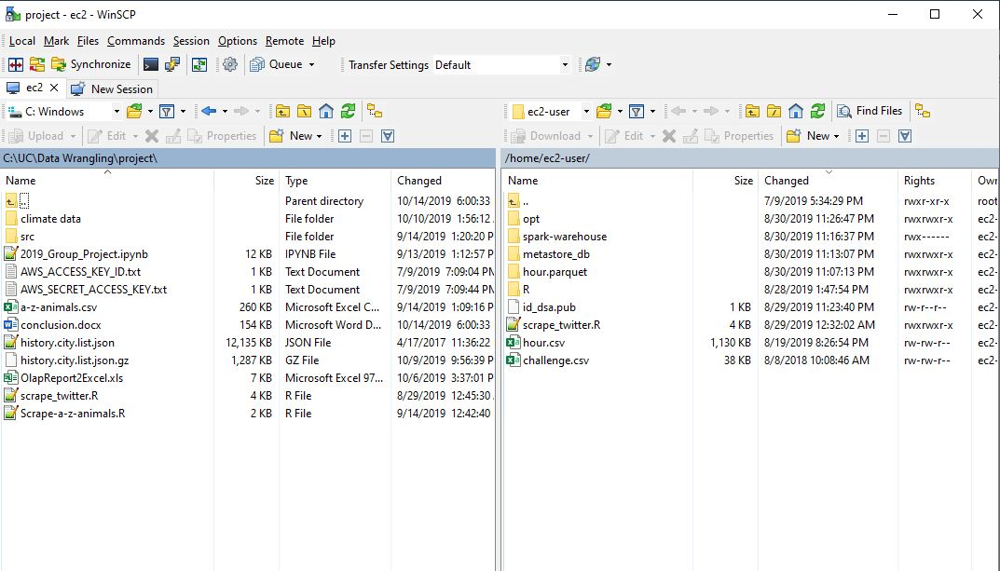 project - ec2 - WinSCP
Local Mark Files Commands Session Options Remote Help
Synchronize Queue Transfer Settings Default
ec2 New Session
C: Windows
ec2-user Find Files
Upload Edit Properties New
Download Edit Properties New
C:\UC\Data Wrangling\project\
/home/ec2-user/
Name Size Type Changed
.. Parent directory 10/14/2019 6:00:33
climate data File folder 10/10/2019 1:56:12
src File folder 9/14/2019 1:20:20 P
2019_Group_Project.ipynb 12 KB IPYNB File 9/13/2019 1:12:57 P
AWS_ACCESS_KEY_ID.txt 1 KB Text Document 7/9/2019 7:09:04 PN
AWS_SECRET_ACCESS_KEY.txt 1 KB Text Document 7/9/2019 7:09:44 PN
a-z-animals.csv 260 KB Microsoft Excel C... 9/14/2019 1:09:16 P
conclusion.docx 154 KB Microsoft Word D... 10/14/2019 6:00:33
history.city.list.json 12,135 KB JSON File 4/17/2017 11:36:22
history.city.list.json.gz 1,287 KB GZ File 10/9/2019 9:56:39 P
OlapReport2Excel.xls 7 KB Microsoft Excel 97... 10/6/2019 3:37:01 P
scrape_twitter.R 4 KB R File 8/29/2019 12:45:30
Scrape-a-z-animals.R 2 KB R File 9/14/2019 12:42:40
Name Size Changed Rights Own
.. 7/9/2019 5:34:29 PM rwxr-xr-x root
opt 8/30/2019 11:26:47 PM rwxrwxr-x ec2-
spark-warehouse 8/30/2019 11:16:37 PM rwx------ ec2-
metastore_db 8/30/2019 11:13:07 PM rwxrwxr-x ec2-
hour.parquet 8/30/2019 11:07:13 PM rwxrwxr-x ec2-
R 8/28/2019 1:47:54 PM rwxrwxr-x ec2-
id_dsa.pub 1 KB 8/29/2019 11:23:40 PM rw-r--r-- ec2-
scrape_twitter.R 4 KB 8/29/2019 12:32:02 AM rwxrwxr-x ec2-
hour.csv 1,130 KB 8/19/2019 8:26:54 PM rw-rw-r-- ec2-
challenge.csv 38 KB 8/8/2018 10:08:46 AM rw-rw-r-- ec2-